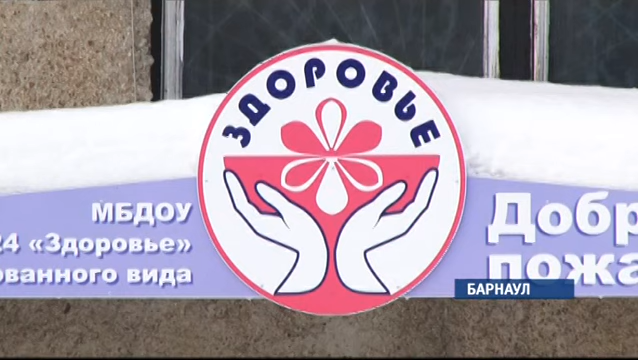 ЗДОРОВЬЕ
МБДОУ
24 «Здоровье»
ованного вида
Добр
пожа
БАРНАУЛ